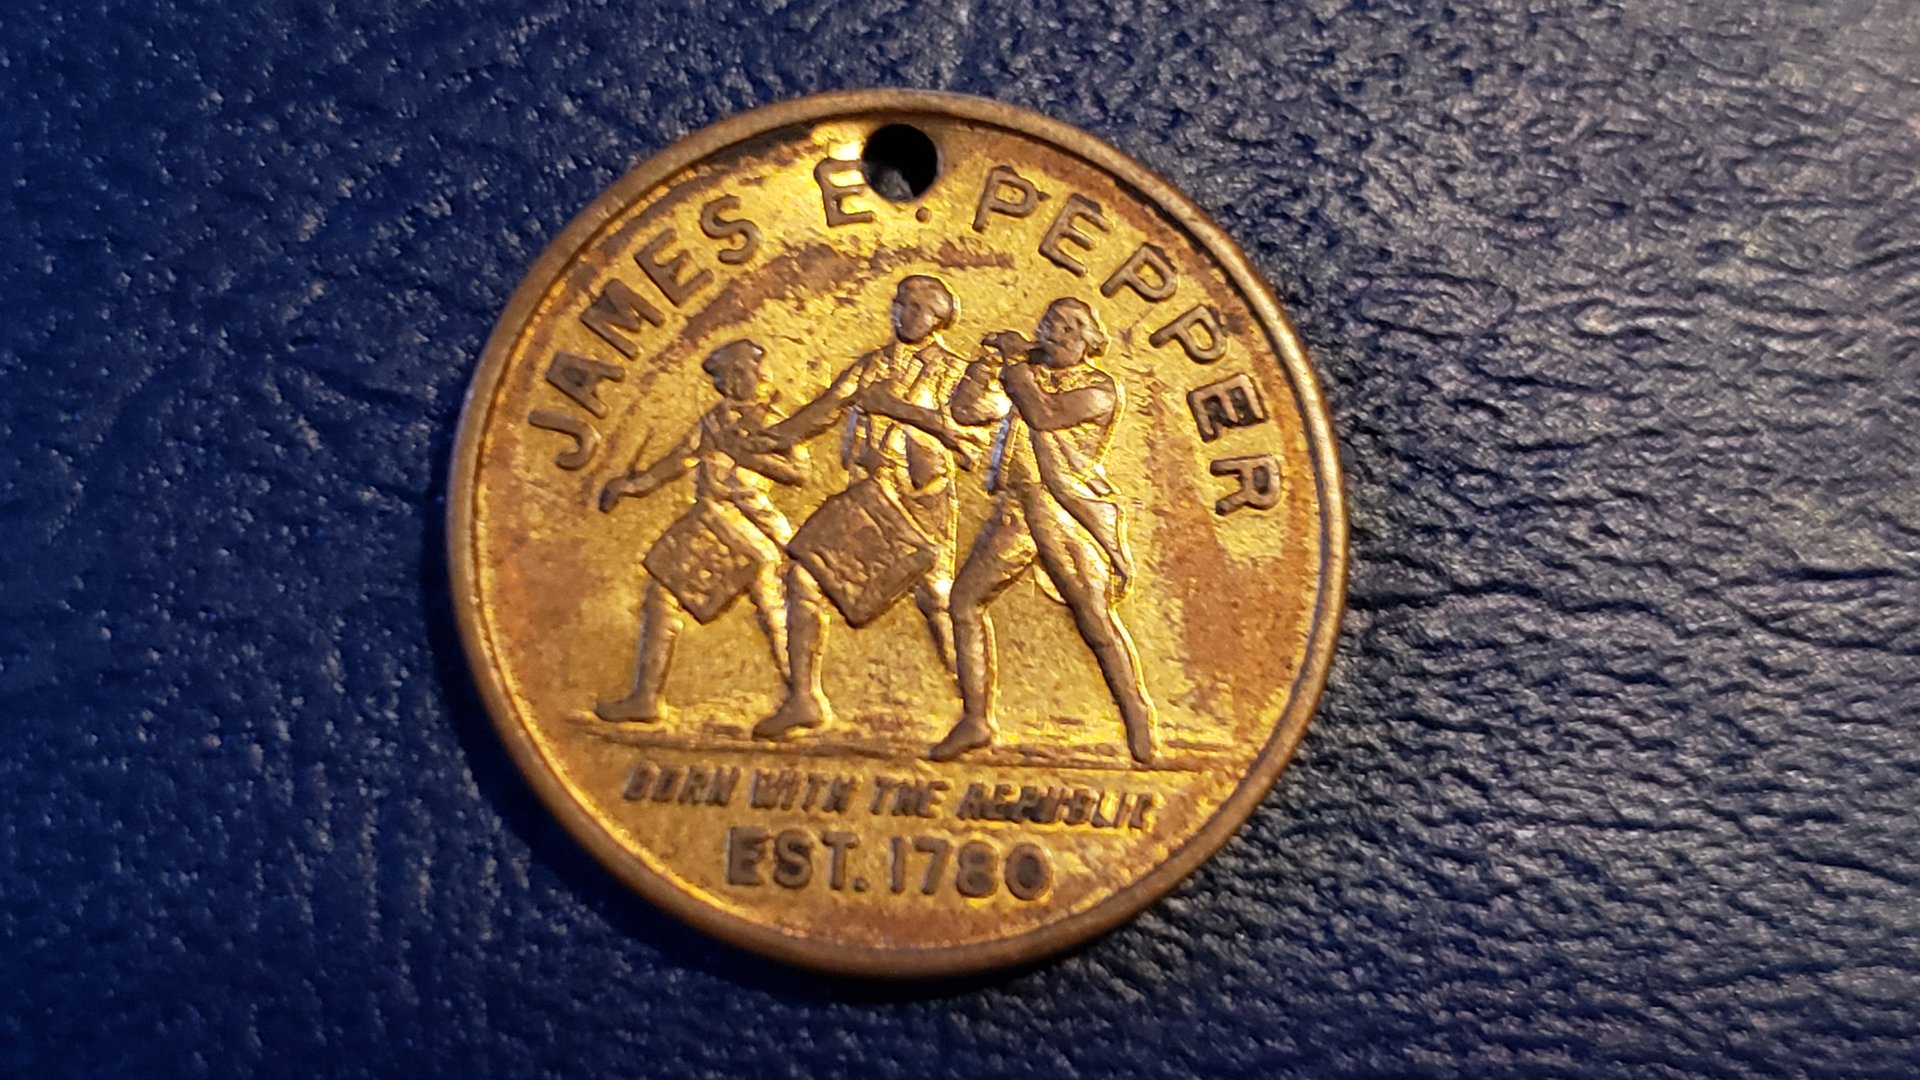 JAMES E. PEPPER
BORN WITH THE REPUBLIC
EST. 1780